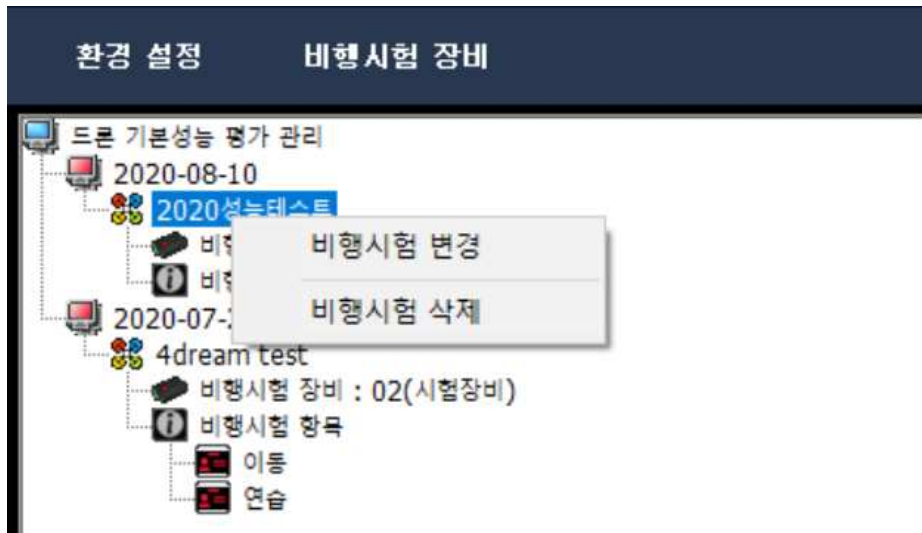 환경 설정 비행시험 장비
드론 기본성능 평가 관리
2020-08-10
2020성능테스트
비행시험 변경
비행시험 삭제
2020-07-
4dream test
비행시험 장비 : 02(시험장비)
비행시험 항목
이동
연습